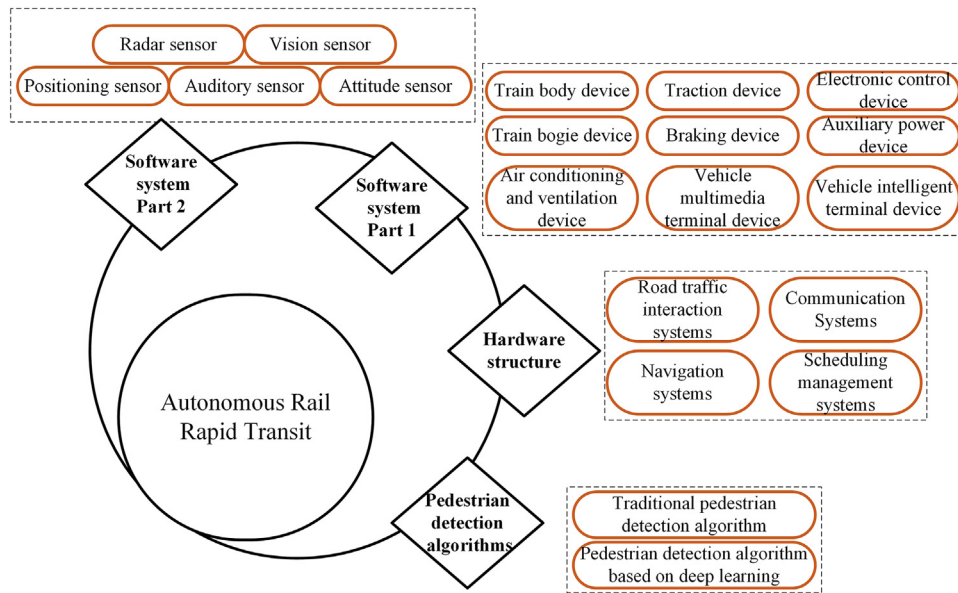 Radar sensor
Vision sensor
Positioning sensor
Auditory sensor
Attitude sensor
Train body device
Traction device
Electronic control
device
Train bogie device
Braking device
Auxiliary power
device
Air conditioning
and ventilation
device
Vehicle
multimedia
terminal device
Vehicle intelligent
terminal device
Software
system
Part 2
Software
system
Part 1
Road traffic
interaction
systems
Communication
Systems
Hardware
structure
Navigation
systems
Scheduling
management
systems
Autonomous Rail
Rapid Transit
Pedestrian
detection
algorithms
Traditional pedestrian
detection algorithm
Pedestrian detection algorithm
based on deep learning